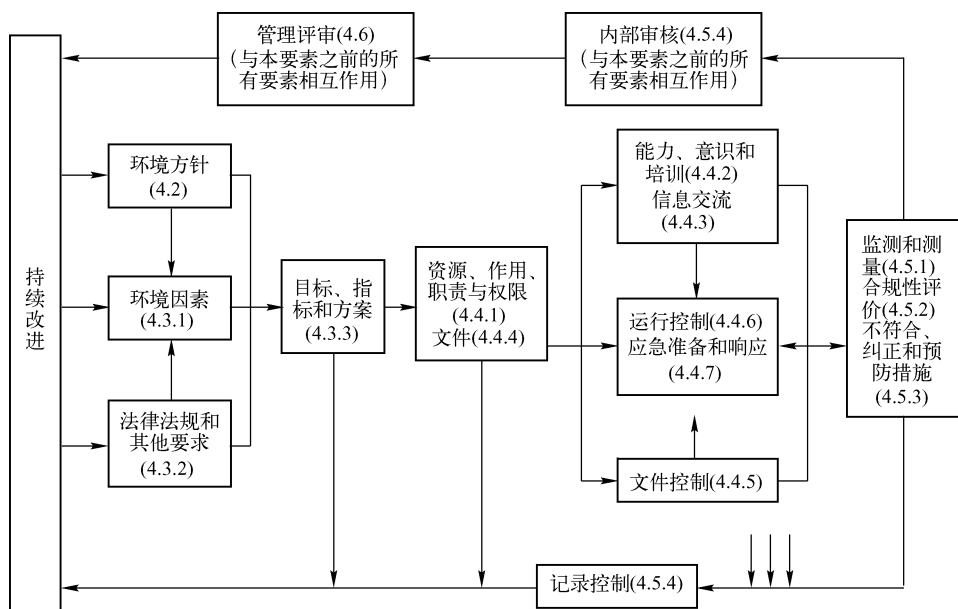 管理评审(4.6)
（与本要素之前的所
有要素相互作用）
内部审核(4.5.4)
（与本要素之前的所
有要素相互作用）
持续改进
环境方针
(4.2)
环境因素
(4.3.1)
法律法规和
其他要求
(4.3.2)
目标、指
标和方案
(4.3.3)
资源、作用、
职责与权限
(4.4.1)
文件(4.4.4)
能力、意识和
培训(4.4.2)
信息交流
(4.4.3)
运行控制(4.4.6)
应急准备和响应
(4.4.7)
文件控制(4.4.5)
监测和测
量(4.5.1)
合规性评
价(4.5.2)
不符合、
纠正和预
防措施
(4.5.3)
记录控制(4.5.4)